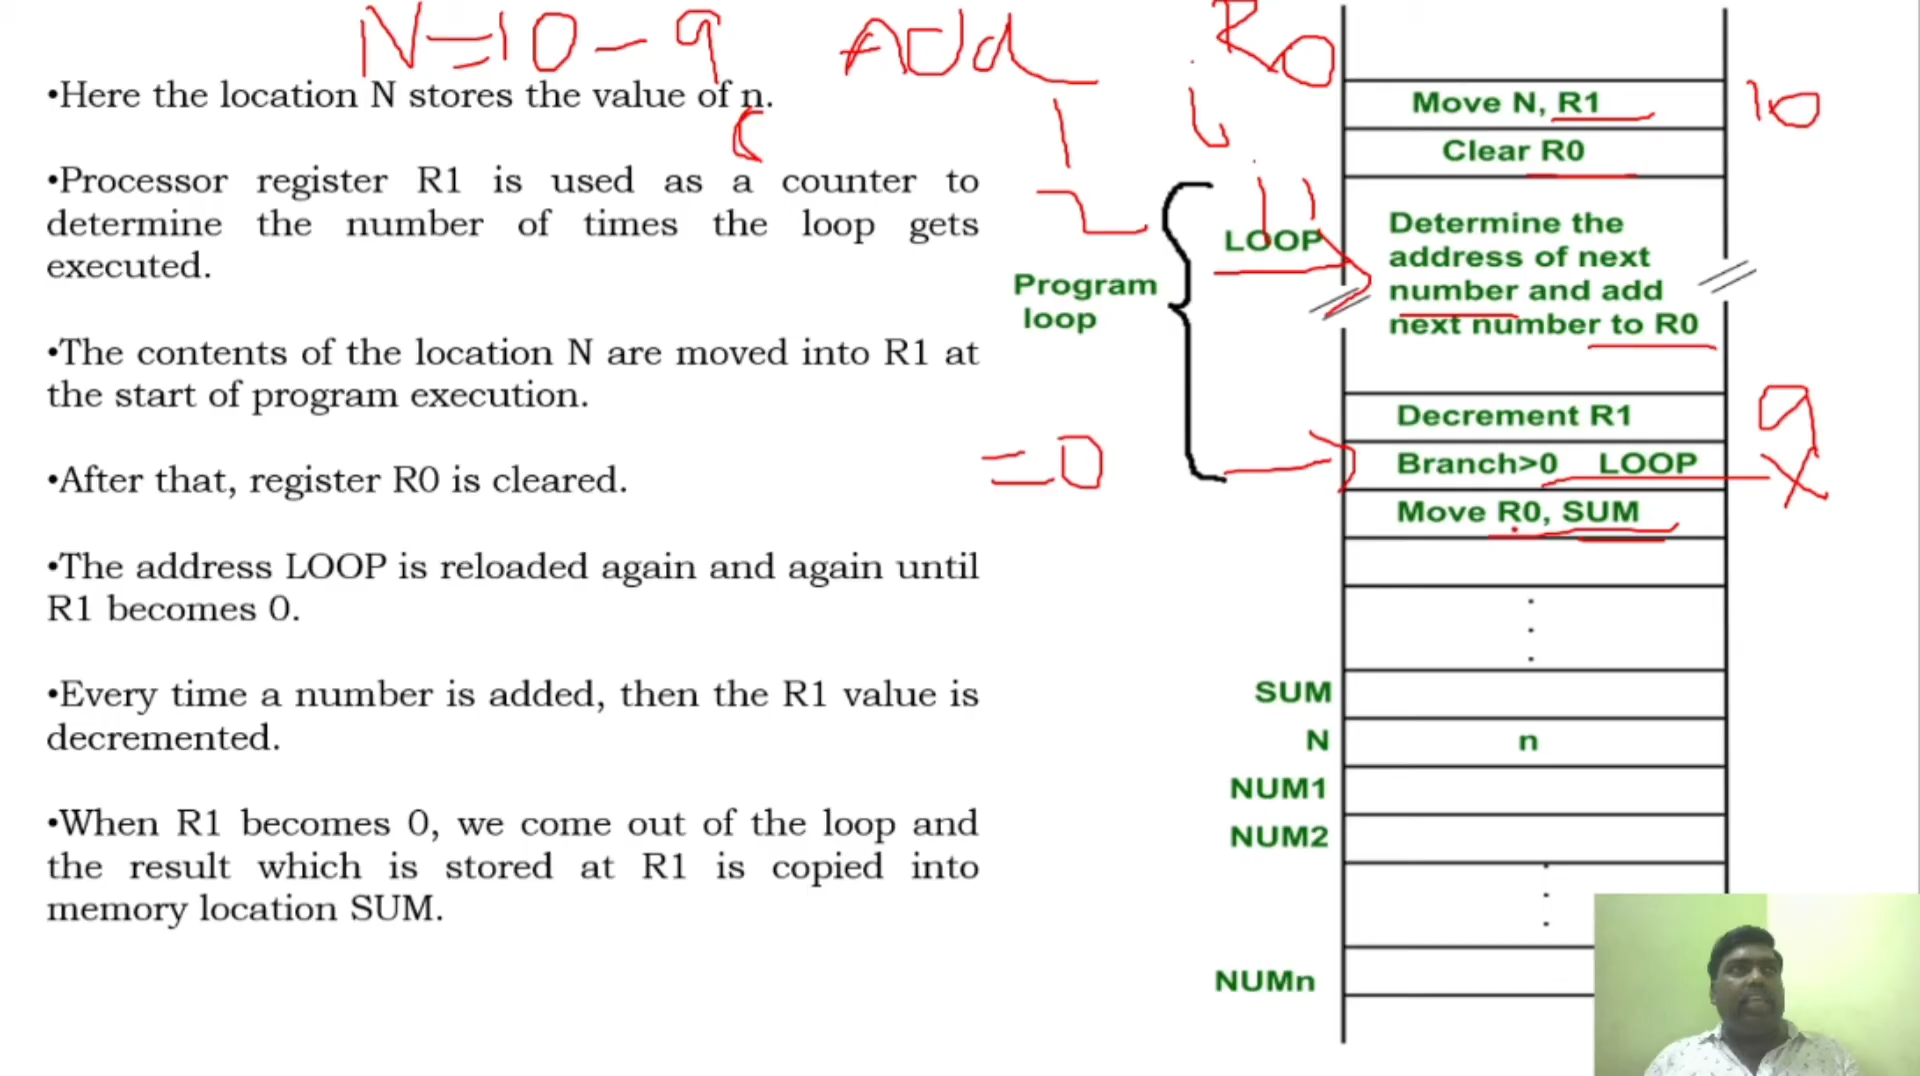 N=10-9 Add R0
•Here the location N stores the value of n.
•Processor register R1 is used as a counter to
determine the number of times the loop gets
executed.
•The contents of the location N are moved into R1 at
the start of program execution.
•After that, register R0 is cleared.
•The address LOOP is reloaded again and again until
R1 becomes 0.
•Every time a number is added, then the R1 value is
decremented.
•When R1 becomes 0, we come out of the loop and
the result which is stored at R1 is copied into
memory location SUM.
Program
loop
LOOP
=0
Move N, R1
10
Clear R0
Determine the
address of next
number and add
next number to R0
Decrement R1
9
Branch>0 LOOP
Move R0, SUM
SUM
N
n
NUM1
NUM2
NUMn